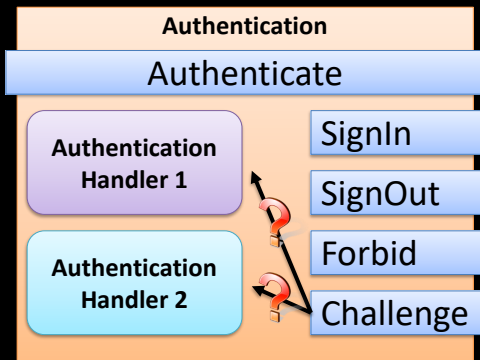 Authentication
Authenticate
Authentication
Handler 1
SignIn
SignOut
?
Authentication
Handler 2
Forbid
?
Challenge